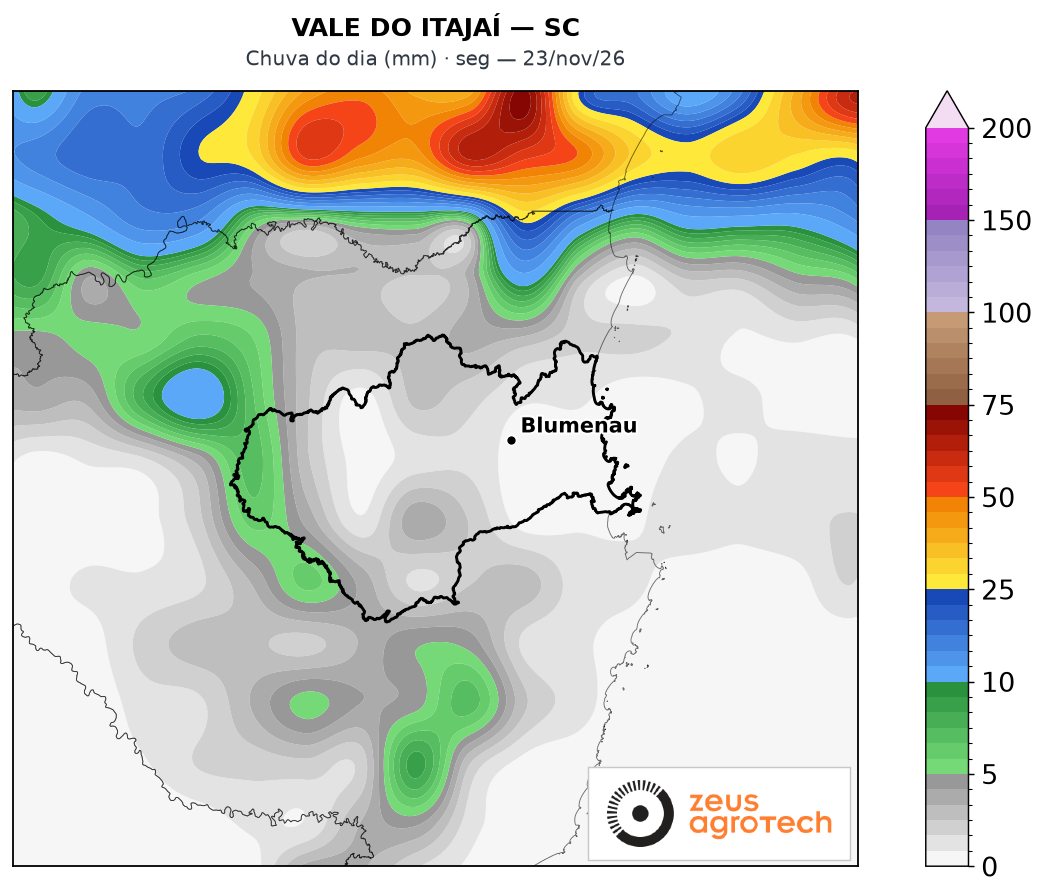 VALE DO ITAJAÍ — SC
Chuva do dia (mm) · seg — 23/nov/26
200
150
100
75
50
25
10
5
0
Blumenau
zeus
agrotech